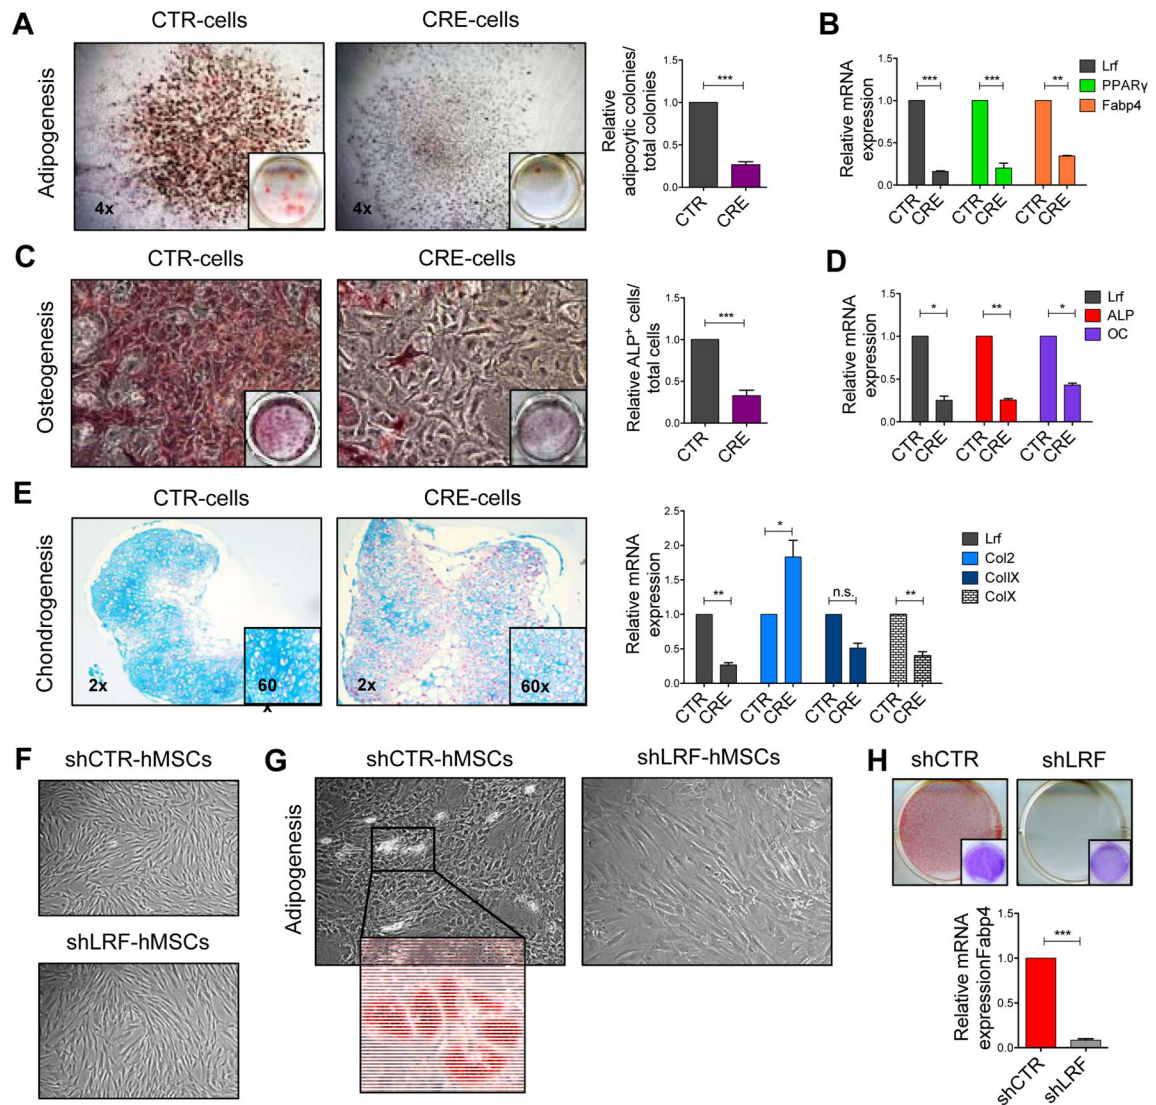 A
CTR-cells
CRE-cells
Adipogenesis
4x
4x
Relative
adipocytic colonies/
total colonies
1.5
1.0
0.5
0.0
***
CTR
CRE
B
Relative mRNA
expression
1.5
1.0
0.5
0.0
***
***
**
CTR
CRE
CTR
CRE
CTR
CRE
Lrf
PPARγ
Fabp4
C
CTR-cells
CRE-cells
Osteogenesis
Relative ALP⁺ cells/
total cells
1.5
1.0
0.5
0.0
***
CTR
CRE
D
Relative mRNA
expression
1.5
1.0
0.5
0.0
*
**
*
CTR
CRE
CTR
CRE
CTR
CRE
Lrf
ALP
OC
E
CTR-cells
CRE-cells
Chondrogenesis
2x
60
x
2x
60x
Relative mRNA
expression
2.5
2.0
1.5
1.0
0.5
0.0
**
*
n.s.
**
CTR
CRE
CTR
CRE
CTR
CRE
CTR
CRE
Lrf
Col2
ColIX
ColX
F
shCTR-hMSCs
shLRF-hMSCs
G
shCTR-hMSCs
shLRF-hMSCs
Adipogenesis
H
shCTR
shLRF
Relative mRNA
expressionFabp4
1.5
1.0
0.5
0.0
***
shCTR
shLRF